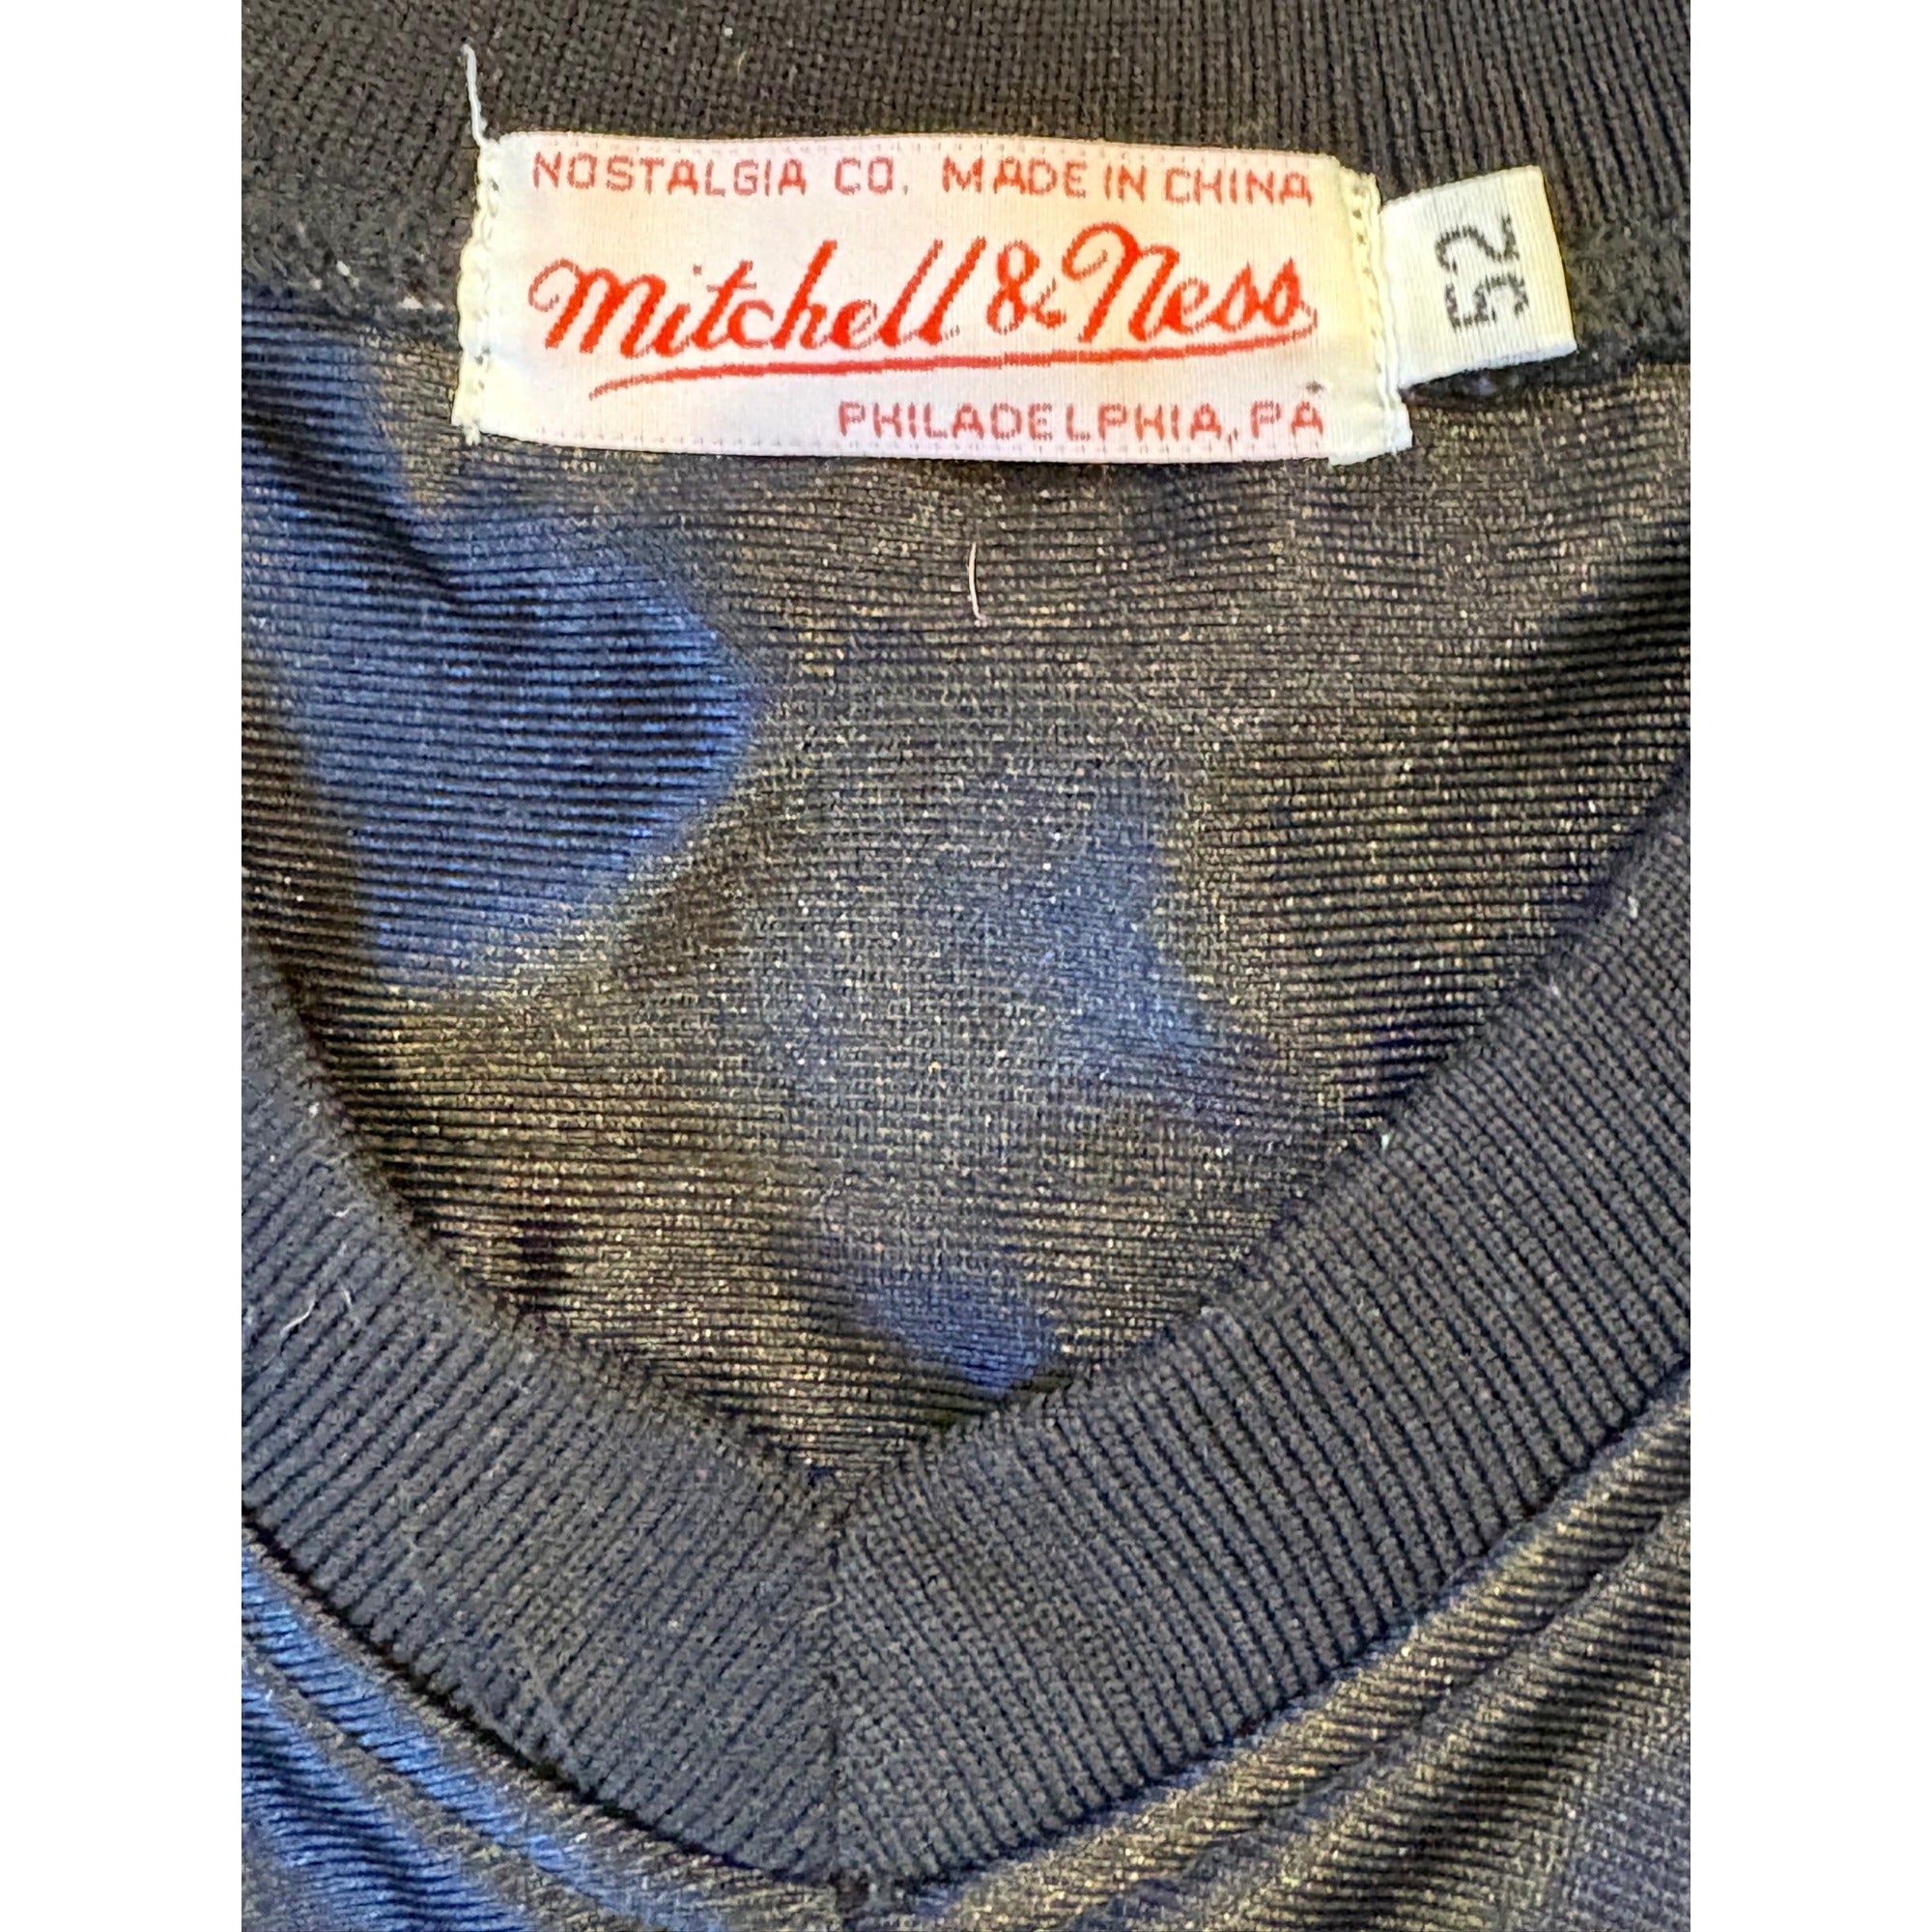 NOSTALGIA CO. MADE IN CHINA
Mitchell & Ness
PHILADELPHIA, PA
52